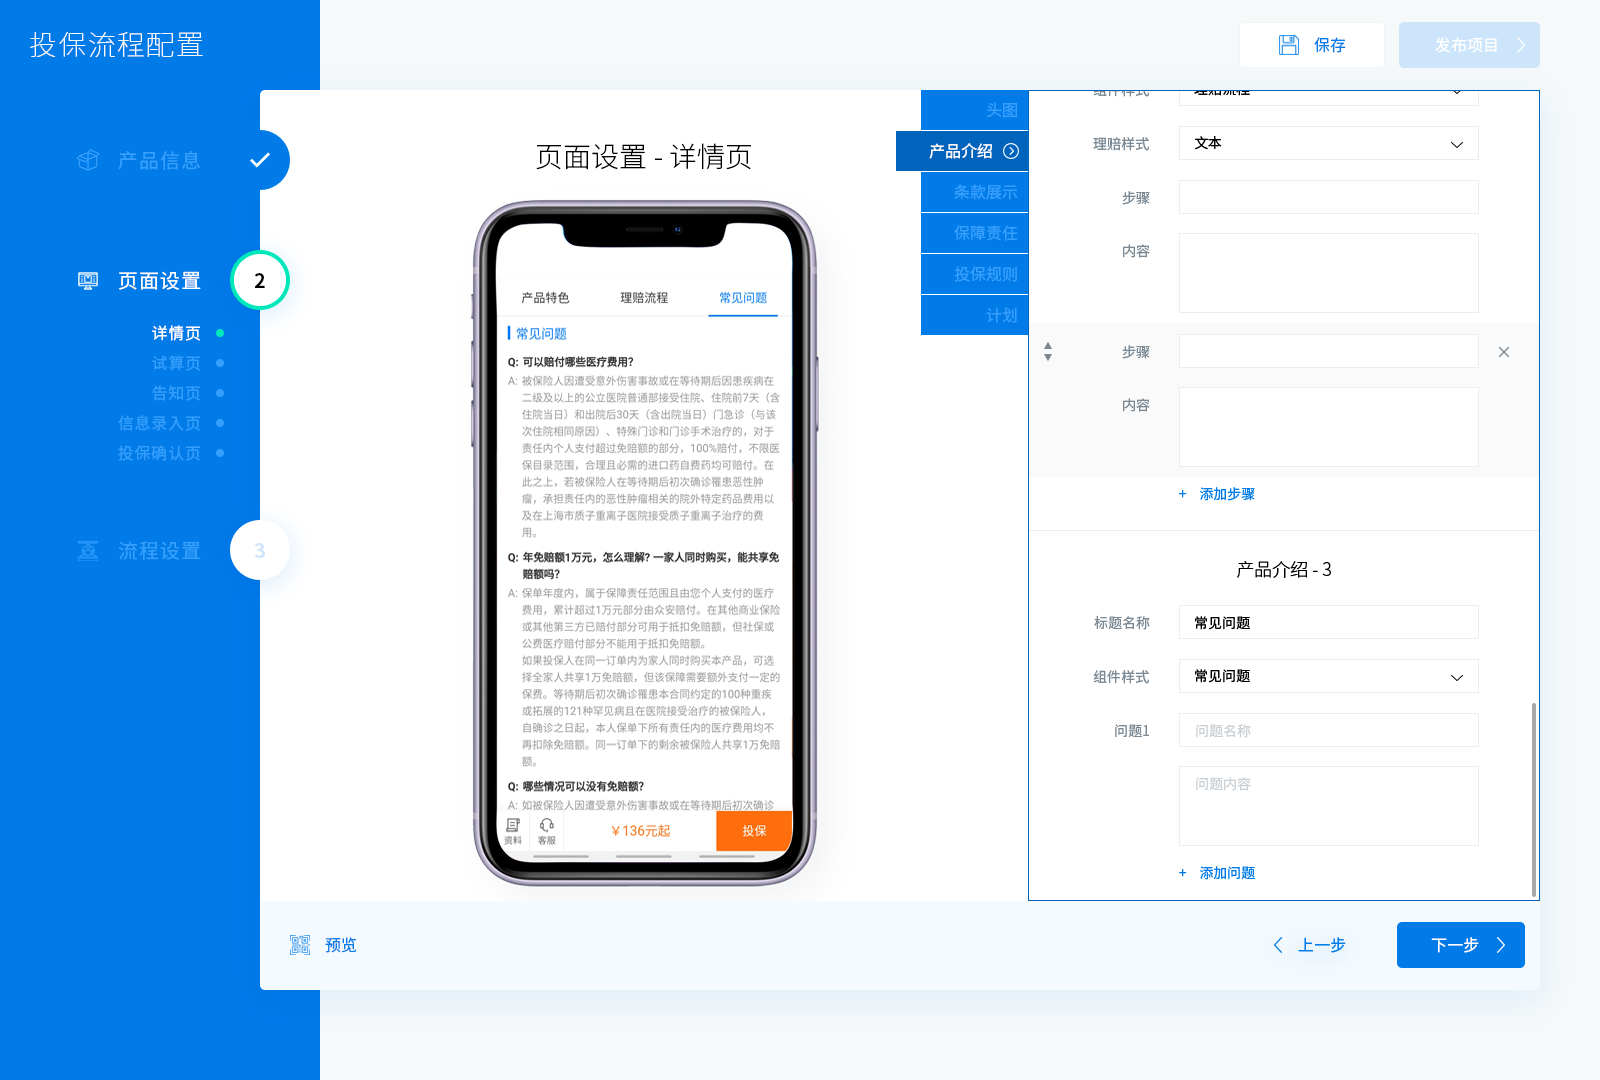 投保流程配置
保存
发布项目
产品信息
页面设置
2
详情页
试算页
告知页
信息录入页
投保确认页
流程设置
3
页面设置 - 详情页
产品特色
理赔流程
常见问题
常见问题
Q: 可以赔付哪些医疗费用?
A: 被保险人因遭受意外伤害事故或在等待期后因患疾病在
二级及以上的公立医院普通部接受住院、住院前7天（含
住院当日）和出院后30天（含出院当日）门急诊（与该
次住院相同原因）、特殊门诊和门诊手术治疗的，对于
责任内个人支付超过免赔额的部分，100%赔付，不限医
保目录范围，合理且必需的进口药自费药均可赔付。在
此之上，若被保险人在等待期后初次确诊罹患恶性肿
瘤，承担责任内的恶性肿瘤相关的院外特定药品费用以
及在上海市质子重离子医院接受质子重离子治疗的费
用。
Q: 年免赔额1万元，怎么理解? 一家人同时购买，能共享免
赔额吗?
A: 保单年度内，属于保障责任范围且由您个人支付的医疗
费用，累计超过1万元部分由众安赔付。在其他商业保险
或其他第三方已赔付部分可用于抵扣免赔额，但社保或
公费医疗赔付部分不能用于抵扣免赔额。
如果投保人在同一订单内为家人同时购买本产品，可选
择全家人共享1万免赔额，但该保障需要额外支付一定的
保费。等待期后初次确诊罹患本合同约定的100种重疾
或拓展的121种罕见病且在医院接受治疗的被保险人，
自确诊之日起，本人保单下所有责任内的医疗费用均不
再扣除免赔额。同一订单下的剩余被保险人共享1万免赔
额。
Q: 哪些情况可以没有免赔额?
A: 如被保险人因遭受意外伤害事故或在等待期后初次确诊
资料
客服
￥136元起
投保
头图
产品介绍
条款展示
保障责任
投保规则
计划
组件样式
理赔流程
理赔样式
文本
步骤
内容
步骤
内容
+ 添加步骤
产品介绍 - 3
标题名称
常见问题
组件样式
常见问题
问题1
问题名称
问题内容
+ 添加问题
预览
上一步
下一步